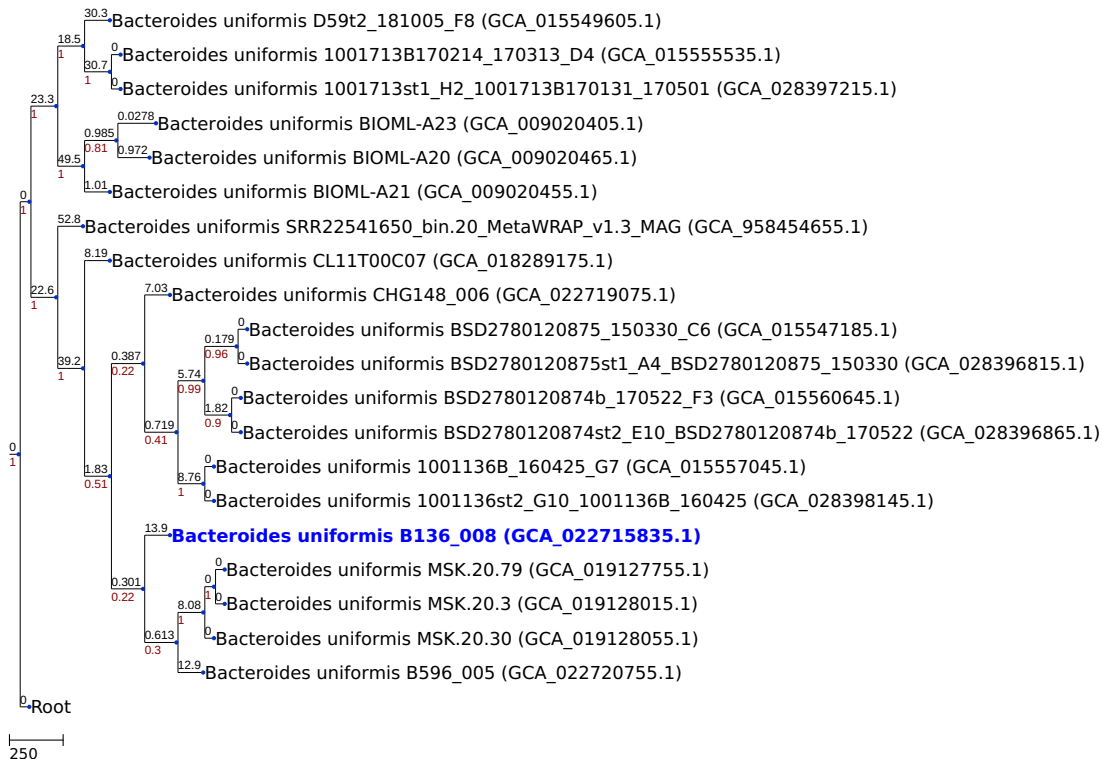 30.3 Bacteroides uniformis D59t2_181005_F8 (GCA_015549605.1)
18.5
1
0 Bacteroides uniformis 1001713B170214_170313_D4 (GCA_015555535.1)
30.7
1
0 Bacteroides uniformis 1001713st1_H2_1001713B170131_170501 (GCA_028397215.1)
23.3
1
0.0278 Bacteroides uniformis BIOML-A23 (GCA_009020405.1)
0.985
0.81
0.972 Bacteroides uniformis BIOML-A20 (GCA_009020465.1)
49.5
1
1.01 Bacteroides uniformis BIOML-A21 (GCA_009020455.1)
0
1
52.8 Bacteroides uniformis SRR22541650_bin.20_MetaWRAP_v1.3_MAG (GCA_958454655.1)
8.19 Bacteroides uniformis CL11T00C07 (GCA_018289175.1)
22.6
1
7.03 Bacteroides uniformis CHG148_006 (GCA_022719075.1)
0 Bacteroides uniformis BSD2780120875_150330_C6 (GCA_015547185.1)
0.179
0.96
0 Bacteroides uniformis BSD2780120875st1_A4_BSD2780120875_150330 (GCA_028396815.1)
39.2
1
0.387
0.22
5.74
0.99
0 Bacteroides uniformis BSD2780120874b_170522_F3 (GCA_015560645.1)
1.82
0.9
0 Bacteroides uniformis BSD2780120874st2_E10_BSD2780120874b_170522 (GCA_028396865.1)
0.719
0.41
0
1
0 Bacteroides uniformis 1001136B_160425_G7 (GCA_015557045.1)
1.83
0.51
8.76
1
0 Bacteroides uniformis 1001136st2_G10_1001136B_160425 (GCA_028398145.1)
13.9 Bacteroides uniformis B136_008 (GCA_022715835.1)
0 Bacteroides uniformis MSK.20.79 (GCA_019127755.1)
0.301
0.22
0
1
0 Bacteroides uniformis MSK.20.3 (GCA_019128015.1)
8.08
1
0 Bacteroides uniformis MSK.20.30 (GCA_019128055.1)
0.613
0.3
12.9 Bacteroides uniformis B596_005 (GCA_022720755.1)
0 Root
250